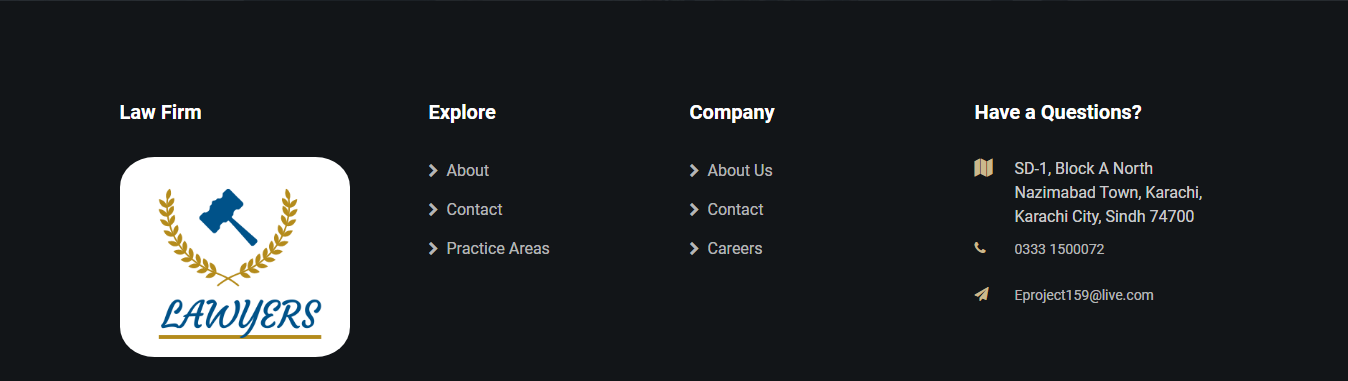 Law Firm
LAWYERS
Explore
About
Contact
Practice Areas
Company
About Us
Contact
Careers
Have a Questions?
SD-1, Block A North
Nazimabad Town, Karachi,
Karachi City, Sindh 74700
0333 1500072
Eproject159@live.com